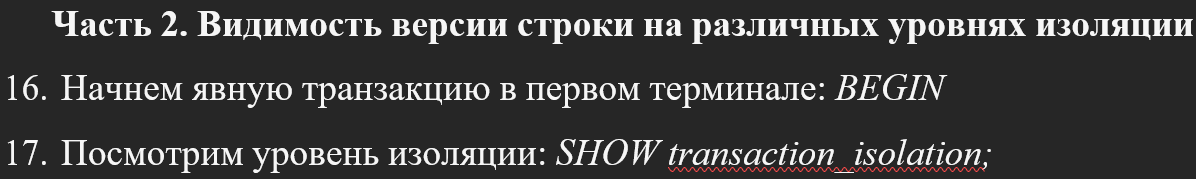 Часть 2. Видимость версии строки на различных уровнях изоляции
16. Начнем явную транзакцию в первом терминале: BEGIN
17. Посмотрим уровень изоляции: SHOW transaction_isolation;